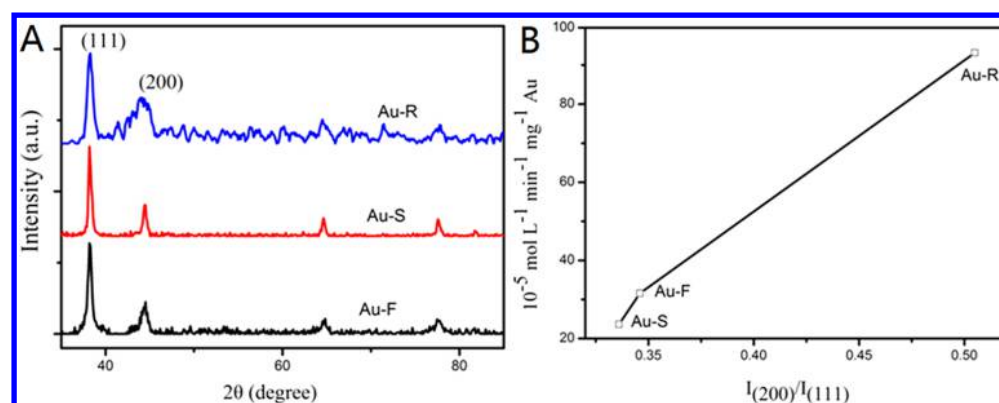 A
(111)
(200)
Au-R
Au-S
Au-F
Intensity (a.u.)
40 60 80
2θ (degree)
B
100
80
60
40
20
10⁻⁵ mol L⁻¹ min⁻¹ mg⁻¹ Au
Au-R
Au-F
Au-S
0.35 0.40 0.45 0.50
I(200)/I(111)